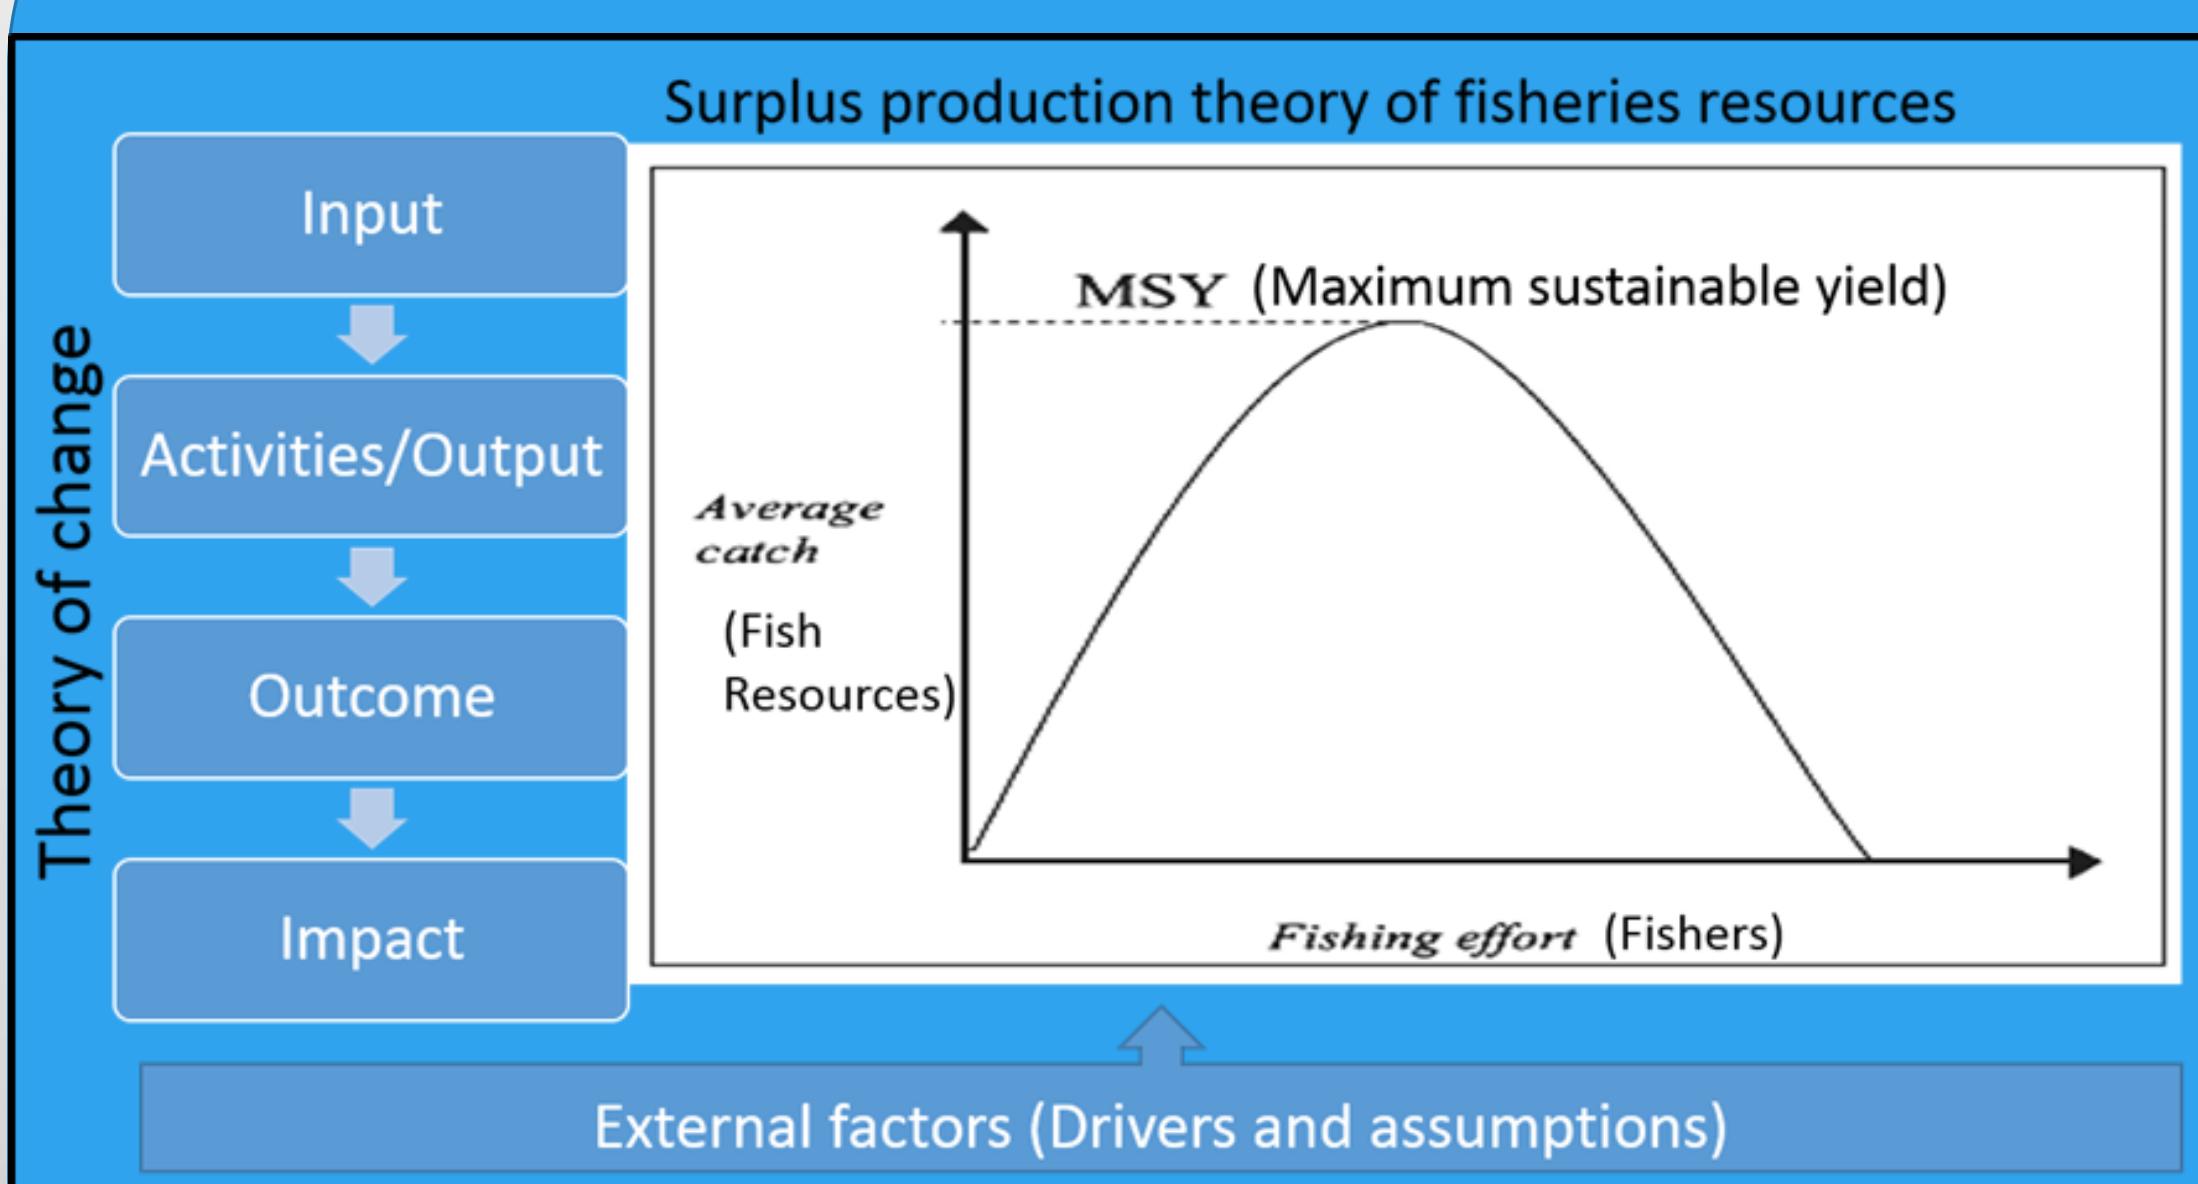 Surplus production theory of fisheries resources
Theory of change
Input
Activities/Output
Outcome
Impact
MSY (Maximum sustainable yield)
Average
catch
(Fish
Resources)
Fishing effort (Fishers)
External factors (Drivers and assumptions)